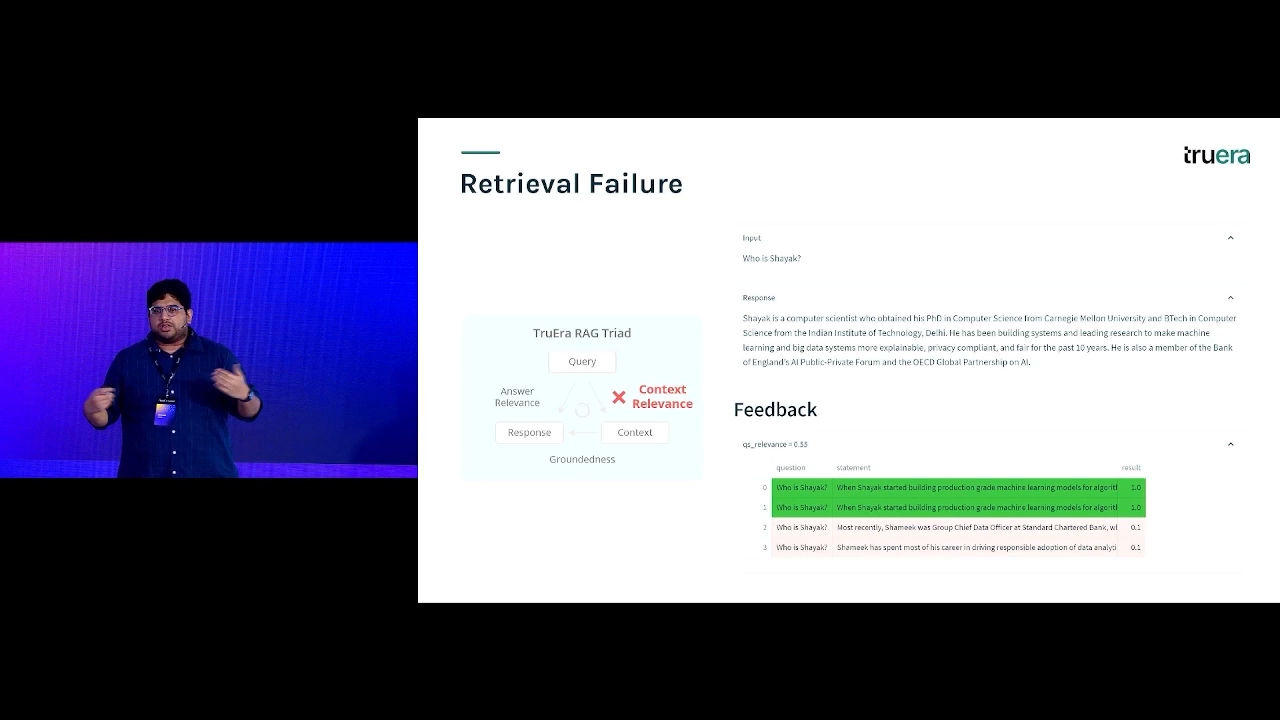 truera
Retrieval Failure
Input
Who is Shayak?
Response
Shayak is a computer scientist who obtained his PhD in Computer Science from Carnegie Mellon University and BTech in Computer
Science from the Indian Institute of Technology, Delhi. He has been building systems and leading research to make machine
learning and big data systems more explainable, privacy compliant, and fair for the past 10 years. He is also a member of the Bank
of England's AI Public-Private Forum and the OECD Global Partnership on AI.
TruEra RAG Triad
Query
Answer
Relevance
Context
Relevance
Response
Context
Groundedness
Feedback
qs_relevance = 0.55
question statement result
0 Who is Shayak? When Shayak started building production grade machine learning models for algorit 1.0
1 Who is Shayak? When Shayak started building production grade machine learning models for algorit 1.0
2 Who is Shayak? Most recently, Shameek was Group Chief Data Officer at Standard Chartered Bank, 0.1
3 Who is Shayak? Shameek has spent most of his career in driving responsible adoption of data analyti 0.1